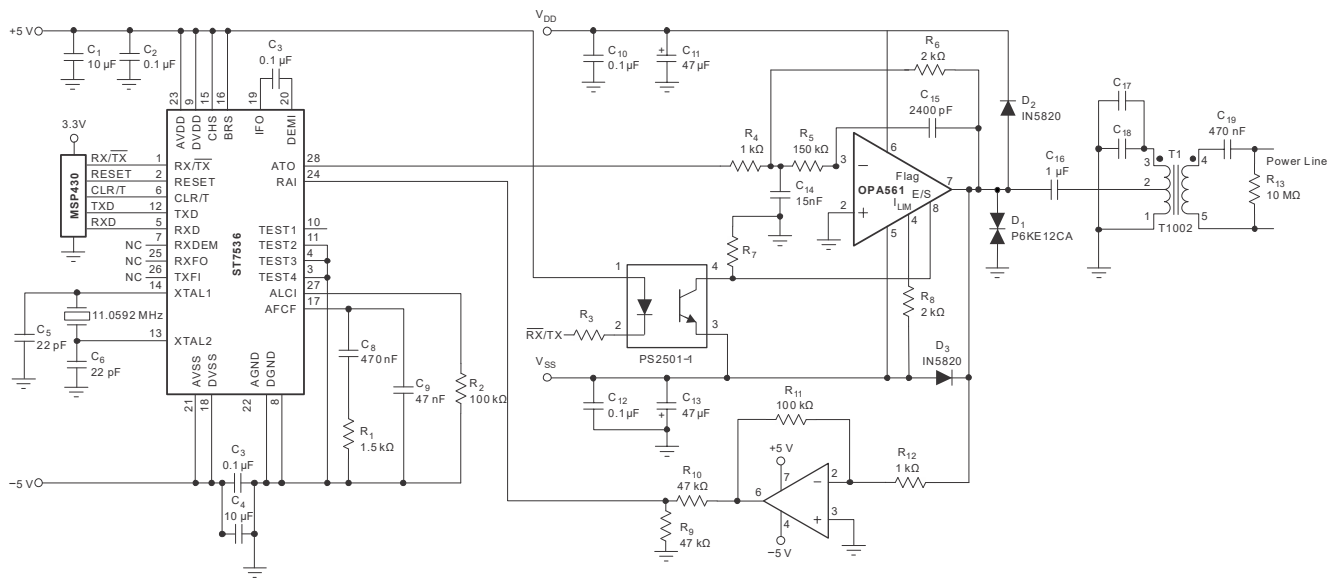 +5 V
C1
10 µF
C2
0.1 µF
C3
0.1 µF
23
9
15
16
19
20
AVDD
DVDD
CHS
BRS
IFO
DEMI
3.3V
MSP430
RX/TX
1
RX/TX
RESET
2
RESET
CLR/T
6
CLR/T
TXD
12
TXD
RXD
5
RXD
7
RXDEM
NC
25
RXFO
NC
26
TXFI
NC
14
XTAL1
11.0592 MHz
13
XTAL2
C5
22 pF
C6
22 pF
ST7536
ATO
28
RAI
24
TEST1
10
TEST2
11
TEST3
4
TEST4
3
ALCI
27
AFCF
17
AVSS
DVSS
AGND
DGND
21
18
22
8
C8
470 nF
C9
47 nF
R1
1.5 kΩ
R2
100 kΩ
−5 V
C3
0.1 µF
C4
10 µF
VDD
C10
0.1 µF
C11
+
47 µF
R6
2 kΩ
C15
2400 pF
R4
1 kΩ
R5
150 kΩ
C14
15nF
R7
3
−
2
+
6
Flag
OPA561
ILIM
E/S
7
5
4
8
D2
IN5820
D1
P6KE12CA
C16
1 µF
C17
C18
C19
470 nF
T1
3
4
2
1
5
T1002
Power Line
R13
10 MΩ
1
4
2
3
PS2501-1
RX/TX
R3
R8
2 kΩ
D3
IN5820
VSS
C12
0.1 µF
C13
+
47 µF
R11
100 kΩ
R12
1 kΩ
+5 V
7
2
−
6
3
+
4
−5 V
R10
47 kΩ
R9
47 kΩ